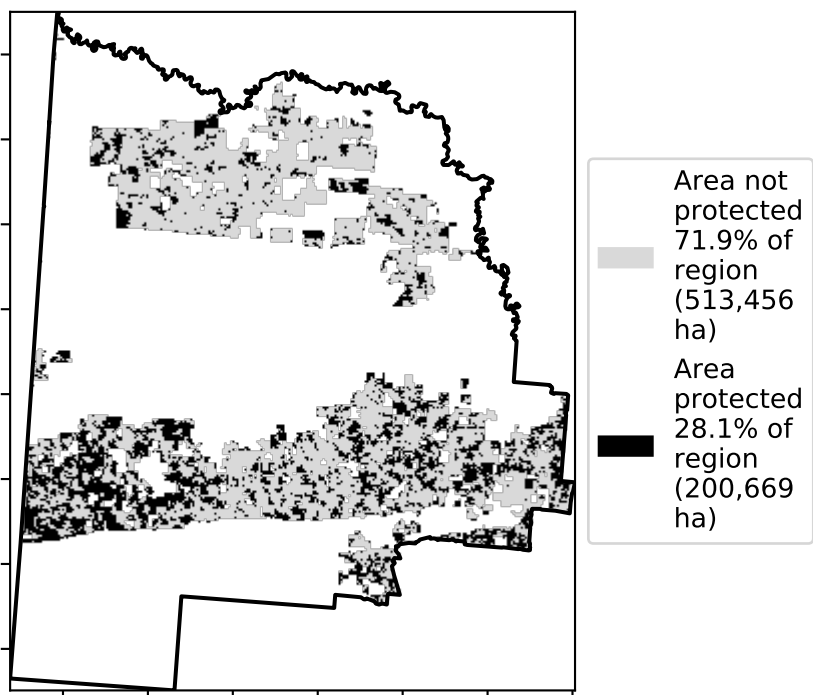 Area not
protected
71.9% of
region
(513,456
ha)
Area
protected
28.1% of
region
(200,669
ha)